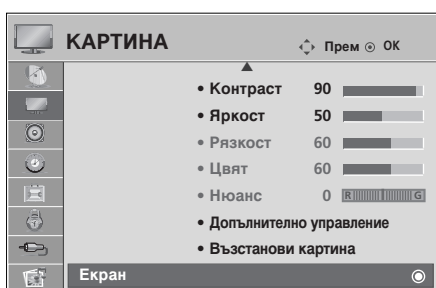 КАРТИНА Прем OK
• Контраст 90
• Яркост 50
• Рязкост 60
• Цвят 60
• Нюанс 0 R G
• Допълнително управление
• Възстанови картина
Екран